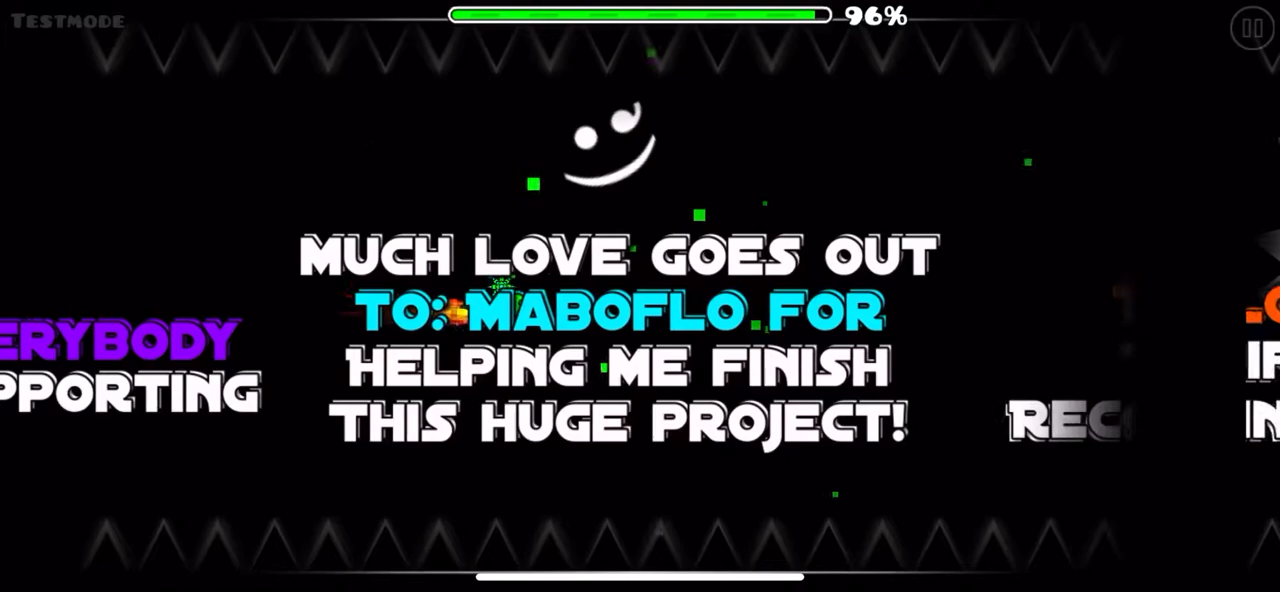 Testmode
96%
ERYBODY
PPORTING
MUCH LOVE GOES OUT
TO: MABOFLO FOR
HELPING ME FINISH
THIS HUGE PROJECT!